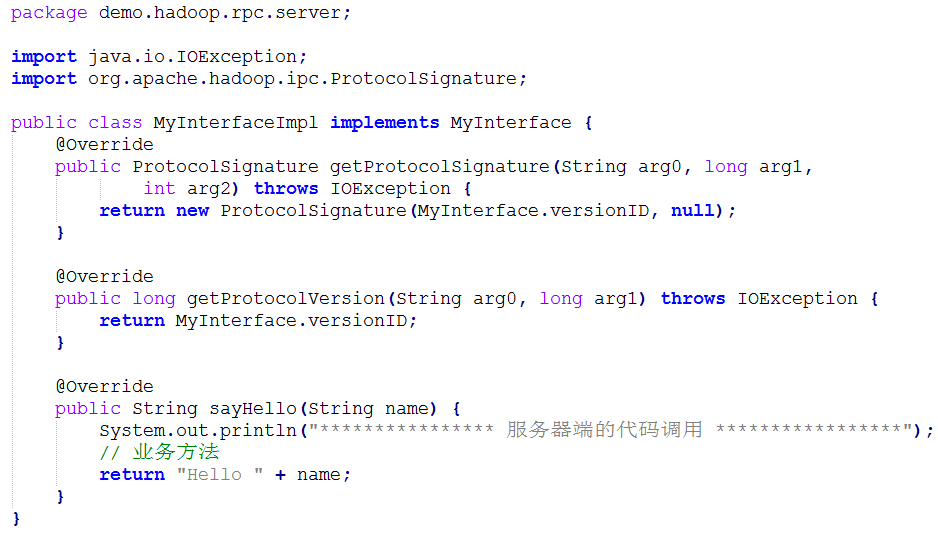 package demo.hadoop.rpc.server;
import java.io.IOException;
import org.apache.hadoop.ipc.ProtocolSignature;
public class MyInterfaceImpl implements MyInterface {
@Override
public ProtocolSignature getProtocolSignature(String arg0, long arg1,
int arg2) throws IOException {
return new ProtocolSignature(MyInterface.versionID, null);
}
@Override
public long getProtocolVersion(String arg0, long arg1) throws IOException {
return MyInterface.versionID;
}
@Override
public String sayHello(String name) {
System.out.println("**************** 服务器端的代码调用 *****************");
// 业务方法
return "Hello " + name;
}
}